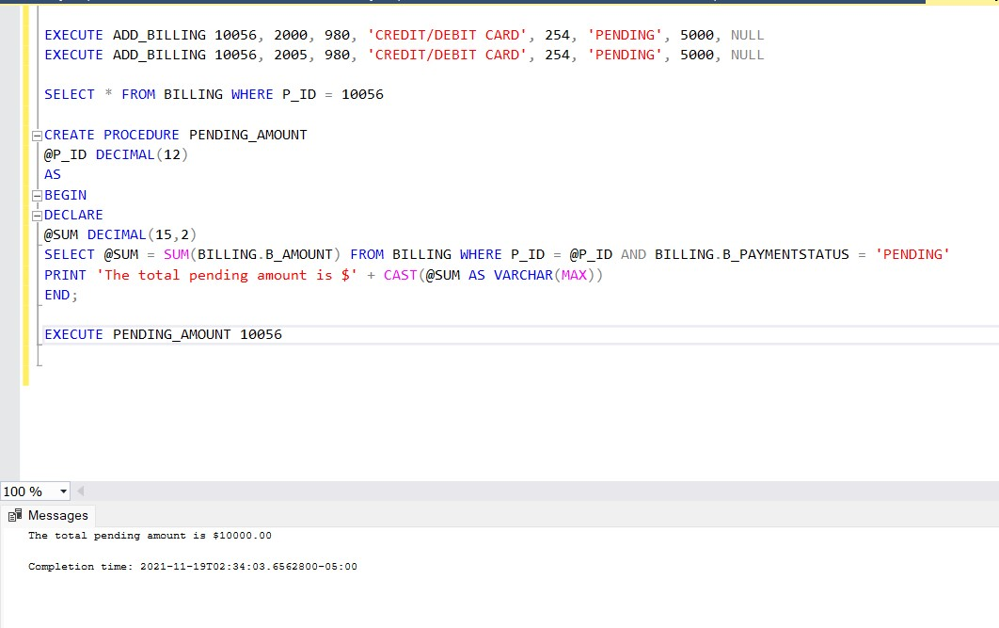 EXECUTE ADD_BILLING 10056, 2000, 980, 'CREDIT/DEBIT CARD', 254, 'PENDING', 5000, NULL
EXECUTE ADD_BILLING 10056, 2005, 980, 'CREDIT/DEBIT CARD', 254, 'PENDING', 5000, NULL
SELECT * FROM BILLING WHERE P_ID = 10056
CREATE PROCEDURE PENDING_AMOUNT
@P_ID DECIMAL(12)
AS
BEGIN
DECLARE
@SUM DECIMAL(15,2)
SELECT @SUM = SUM(BILLING.B_AMOUNT) FROM BILLING WHERE P_ID = @P_ID AND BILLING.B_PAYMENTSTATUS = 'PENDING'
PRINT 'The total pending amount is $' + CAST(@SUM AS VARCHAR(MAX))
END;
EXECUTE PENDING_AMOUNT 10056
100 %
Messages
The total pending amount is $10000.00
Completion time: 2021-11-19T02:34:03.6562800-05:00